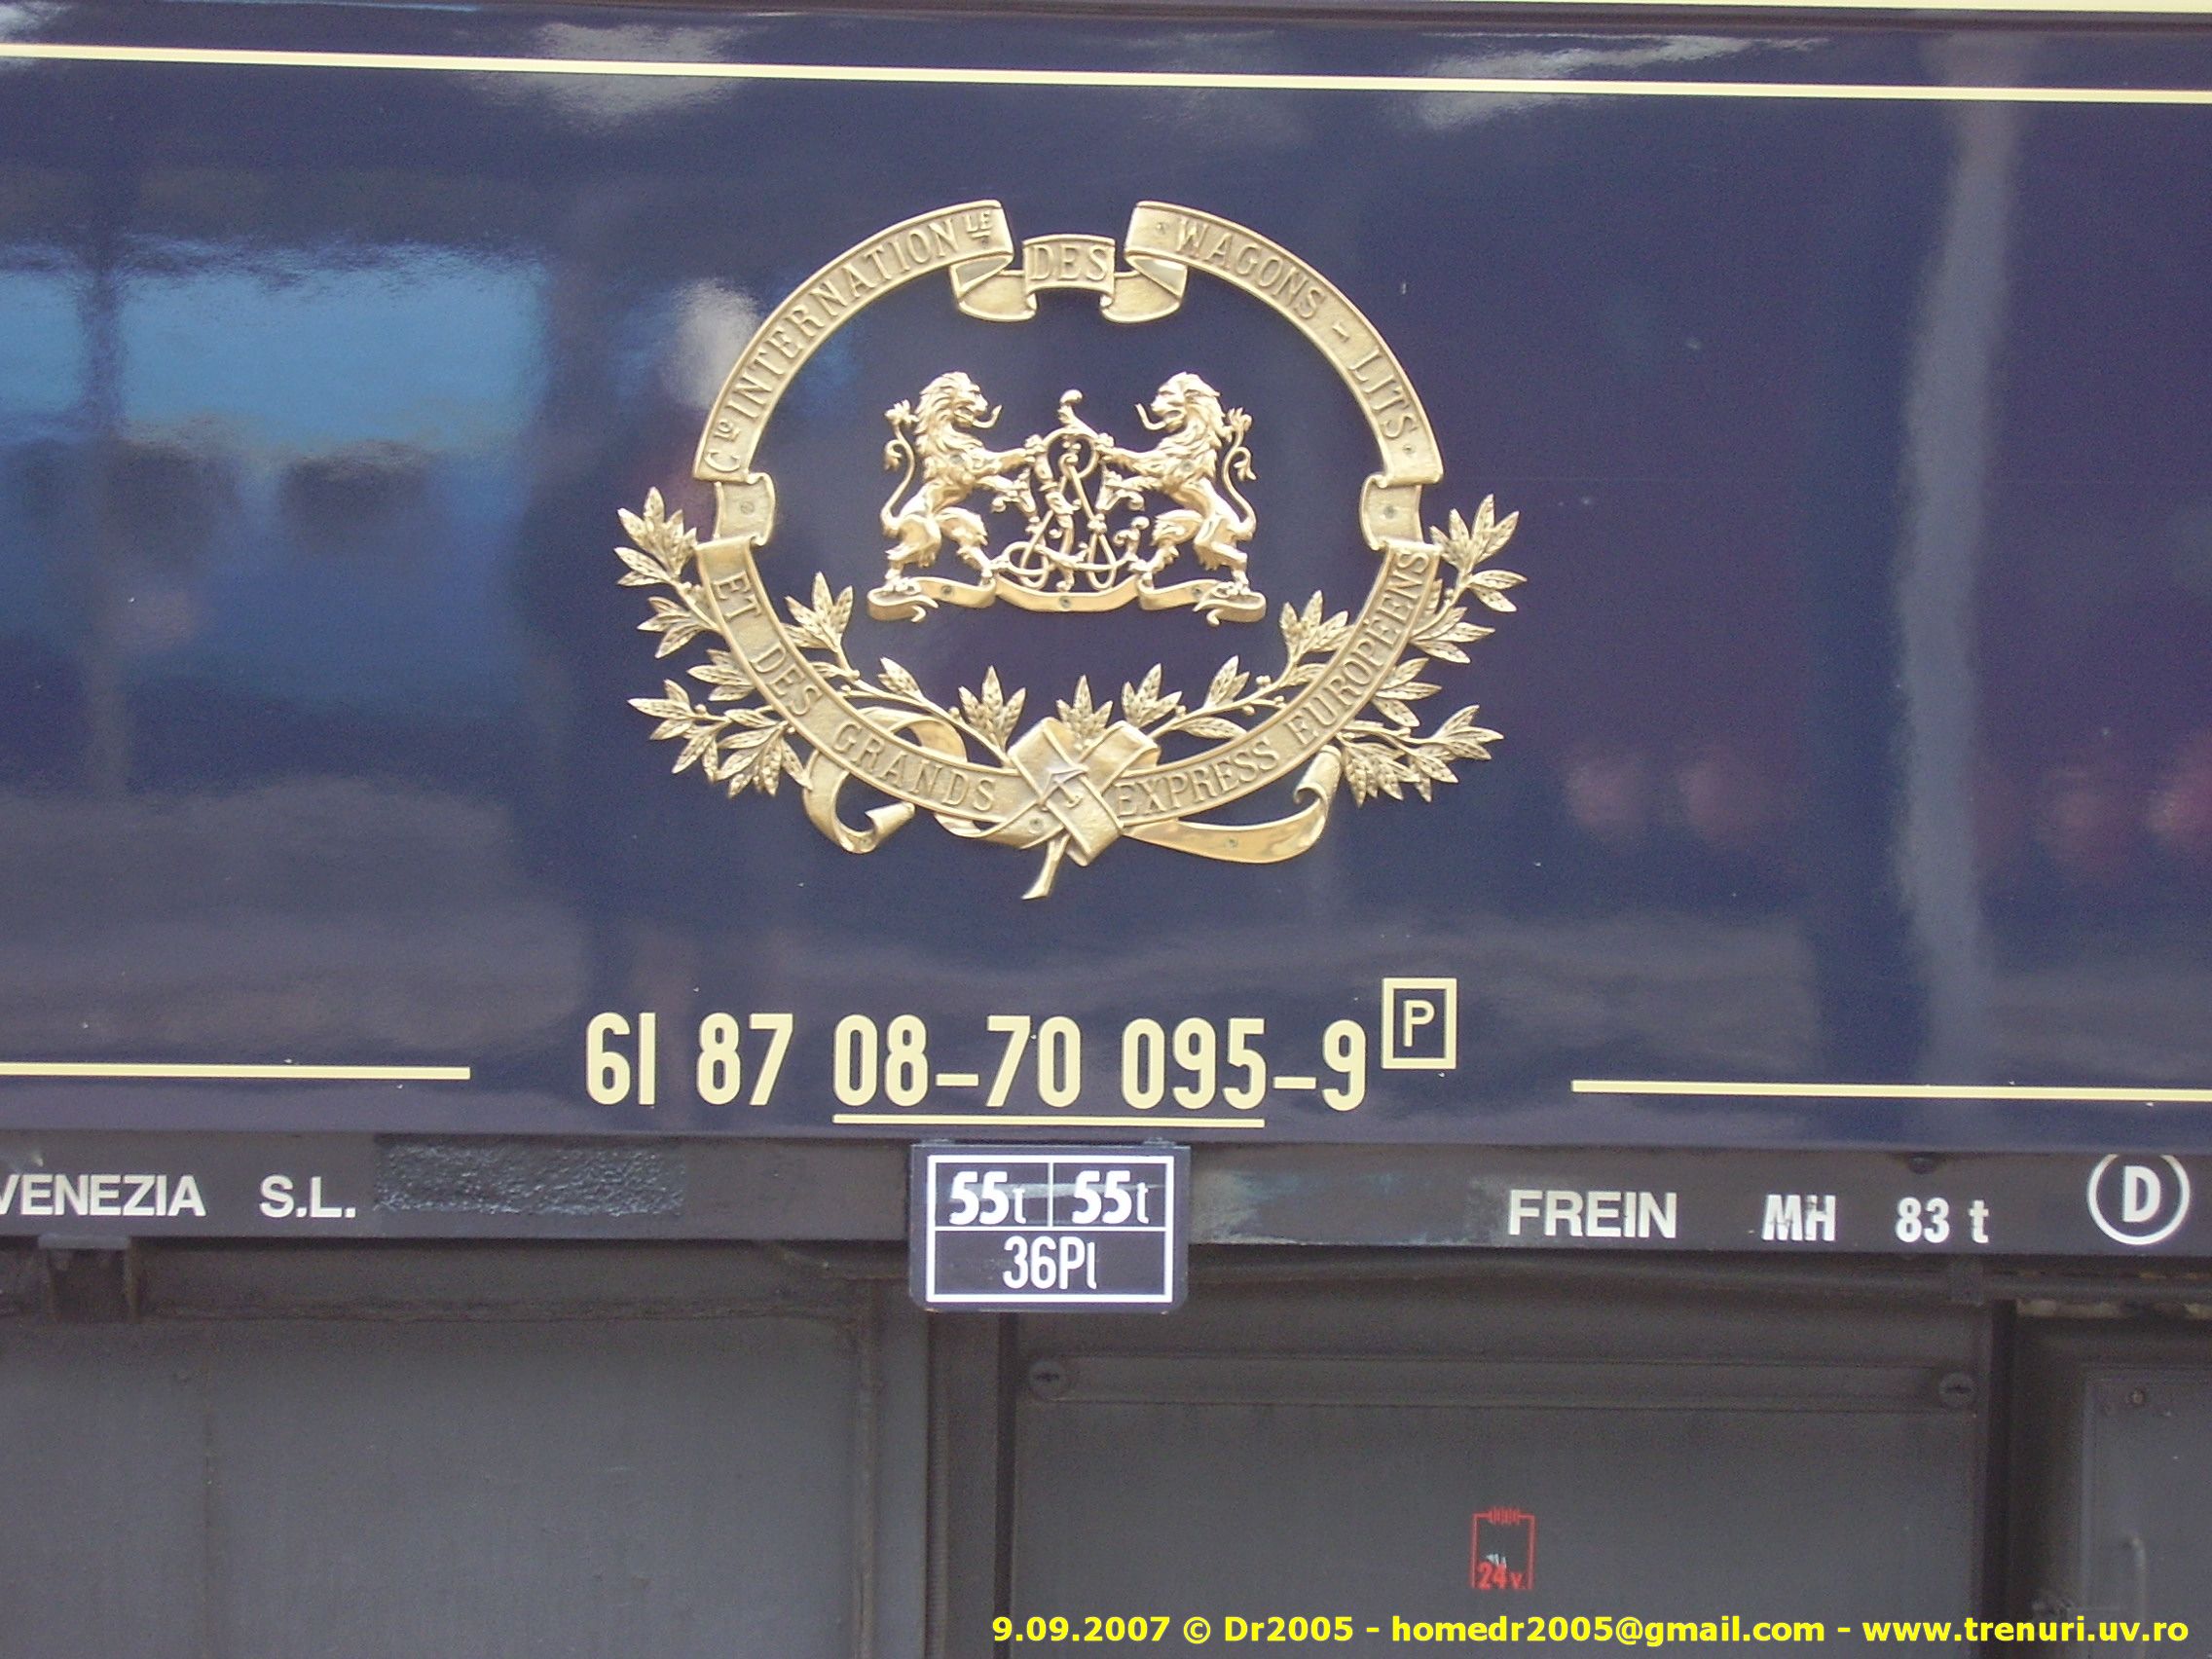 Cie INTERNATIONLE DES WAGONS-LITS
ET DES GRANDS EXPRESS EUROPEENS
61 87 08-70 095-9 P
VENEZIA S.L.
55t 55t
36Pl
FREIN MH 83 t D
24v.
9.09.2007 © Dr2005 - homedr2005@gmail.com - www.trenuri.uv.ro